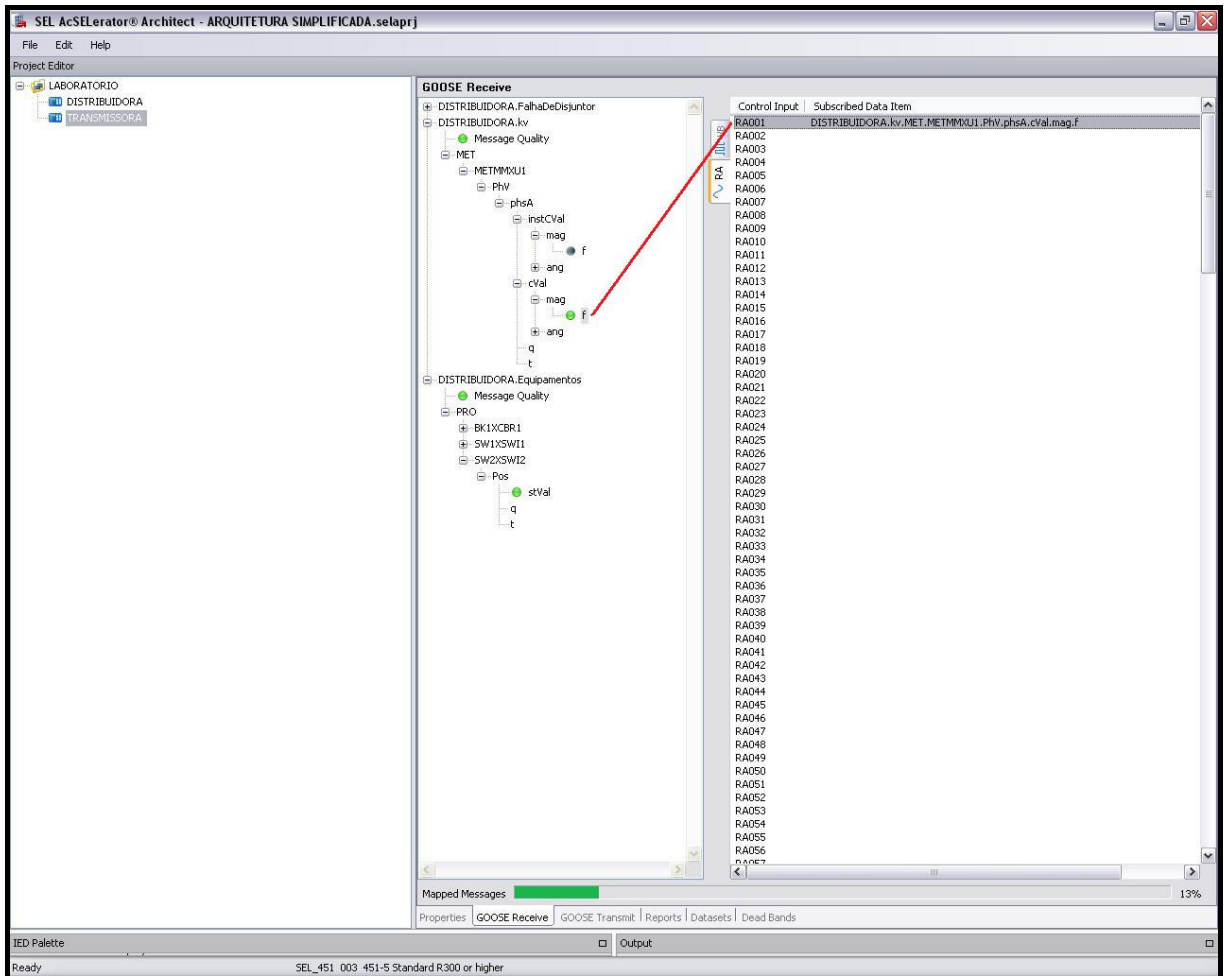 SEL AcSELerator® Architect - ARQUITETURA SIMPLIFICADA.selaprj
File Edit Help
Project Editor
LABORATORIO
DISTRIBUIDORA
TRANSMISSORA
GOOSE Receive
DISTRIBUIDORA.FalhaDeDisjuntor
DISTRIBUIDORA.kv
Message Quality
MET
METMMXU1
PhV
phsA
instCVal
mag
f
ang
cVal
mag
f
ang
q
t
DISTRIBUIDORA.Equipamentos
Message Quality
PRO
BK1XCBR1
SW1XSWI1
SW2XSWI2
Pos
stVal
q
t
VB
RA
Control Input Subscribed Data Item
RA001 DISTRIBUIDORA.kv.MET.METMMXU1.PhV.phsA.cVal.mag.f
RA002
RA003
RA004
RA005
RA006
RA007
RA008
RA009
RA010
RA011
RA012
RA013
RA014
RA015
RA016
RA017
RA018
RA019
RA020
RA021
RA022
RA023
RA024
RA025
RA026
RA027
RA028
RA029
RA030
RA031
RA032
RA033
RA034
RA035
RA036
RA037
RA038
RA039
RA040
RA041
RA042
RA043
RA044
RA045
RA046
RA047
RA048
RA049
RA050
RA051
RA052
RA053
RA054
RA055
RA056
RA057
Mapped Messages 13%
Properties GOOSE Receive GOOSE Transmit Reports Datasets Dead Bands
IED Palette Output
Ready SEL_451 003 451-5 Standard R300 or higher